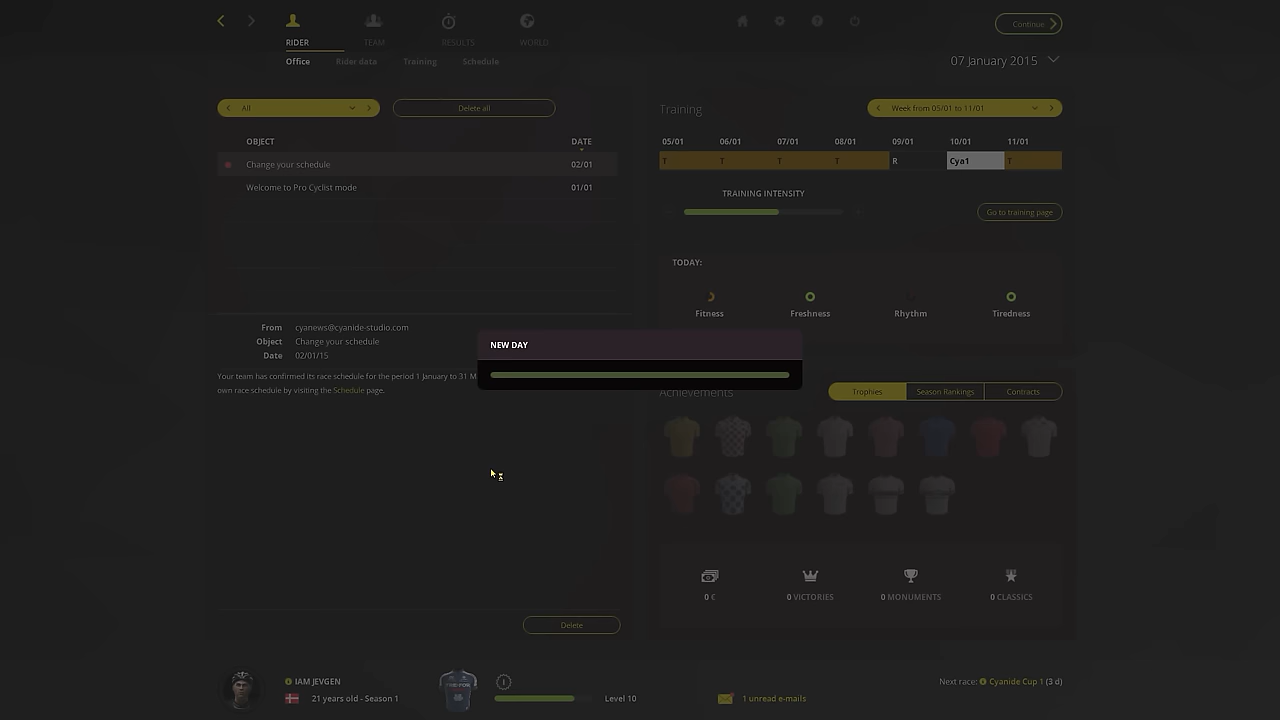 RIDER
TEAM
RESULTS
WORLD
Continue
Office
Rider data
Training
Schedule
07 January 2015
All
Delete all
OBJECT
DATE
Change your schedule
02/01
Welcome to Pro Cyclist mode
01/01
Training
Week from 05/01 to 11/01
05/01
06/01
07/01
08/01
09/01
10/01
11/01
T
T
T
T
R
Cya1
T
TRAINING INTENSITY
Go to training page
TODAY:
Fitness
Freshness
Rhythm
Tiredness
From cyanews@cyanide-studio.com
Object Change your schedule
Date 02/01/15
Your team has confirmed its race schedule for the period 1 January to 31 M
own race schedule by visiting the Schedule page.
NEW DAY
Achievements
Trophies
Season Rankings
Contracts
0 €
0 VICTORIES
0 MONUMENTS
0 CLASSICS
Delete
IAM JEVGEN
21 years old - Season 1
Level 10
1 unread e-mails
Next race: Cyanide Cup 1 (3 d)